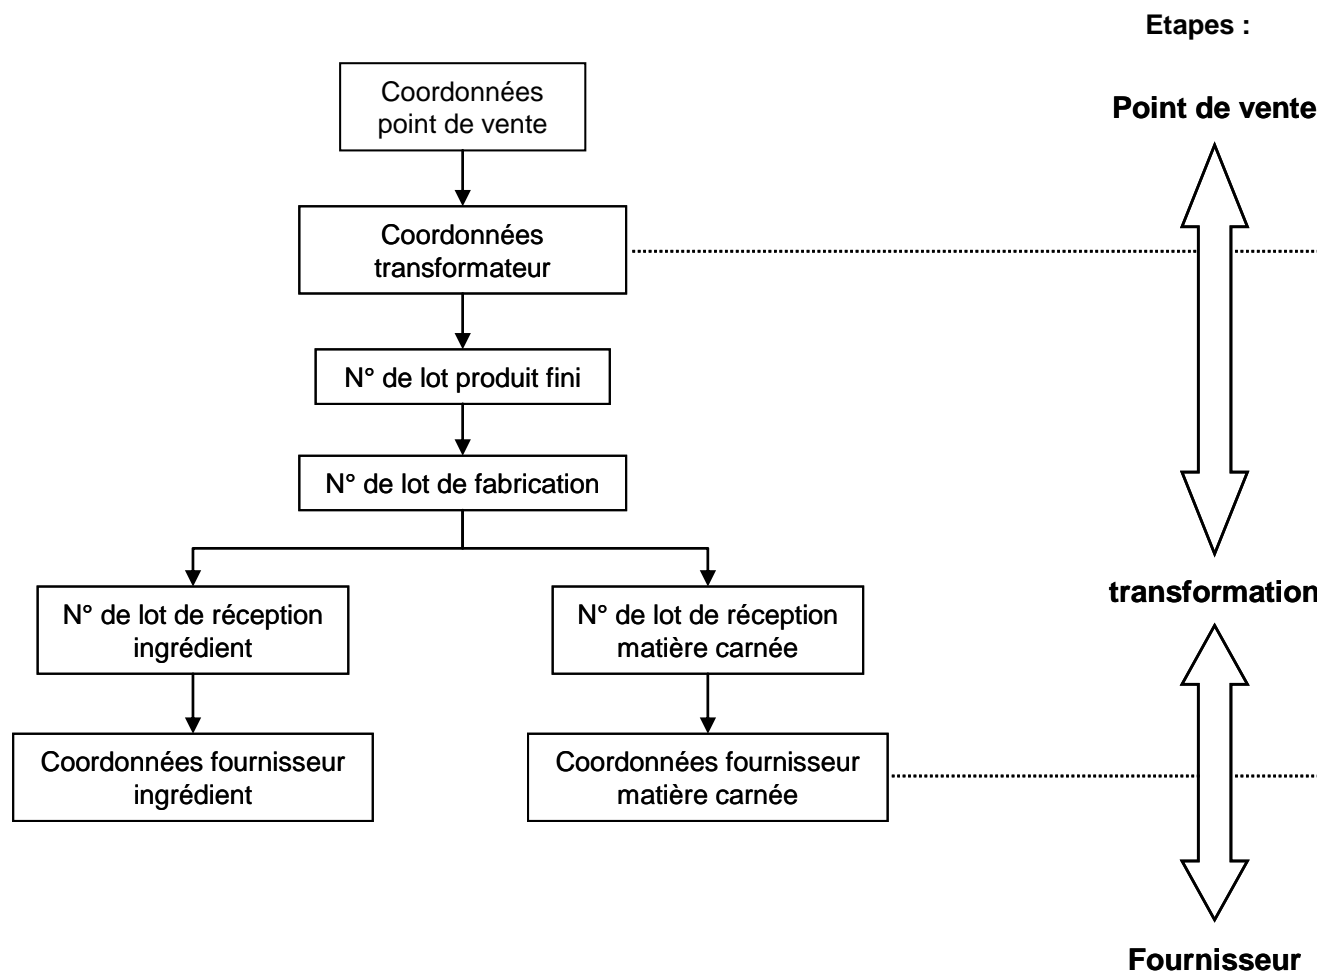 Etapes :
Coordonnées
point de vente
Point de vente
Coordonnées
transformateur
N° de lot produit fini
N° de lot de fabrication
N° de lot de réception
ingrédient
N° de lot de réception
matière carnée
transformation
Coordonnées fournisseur
ingrédient
Coordonnées fournisseur
matière carnée
Fournisseur